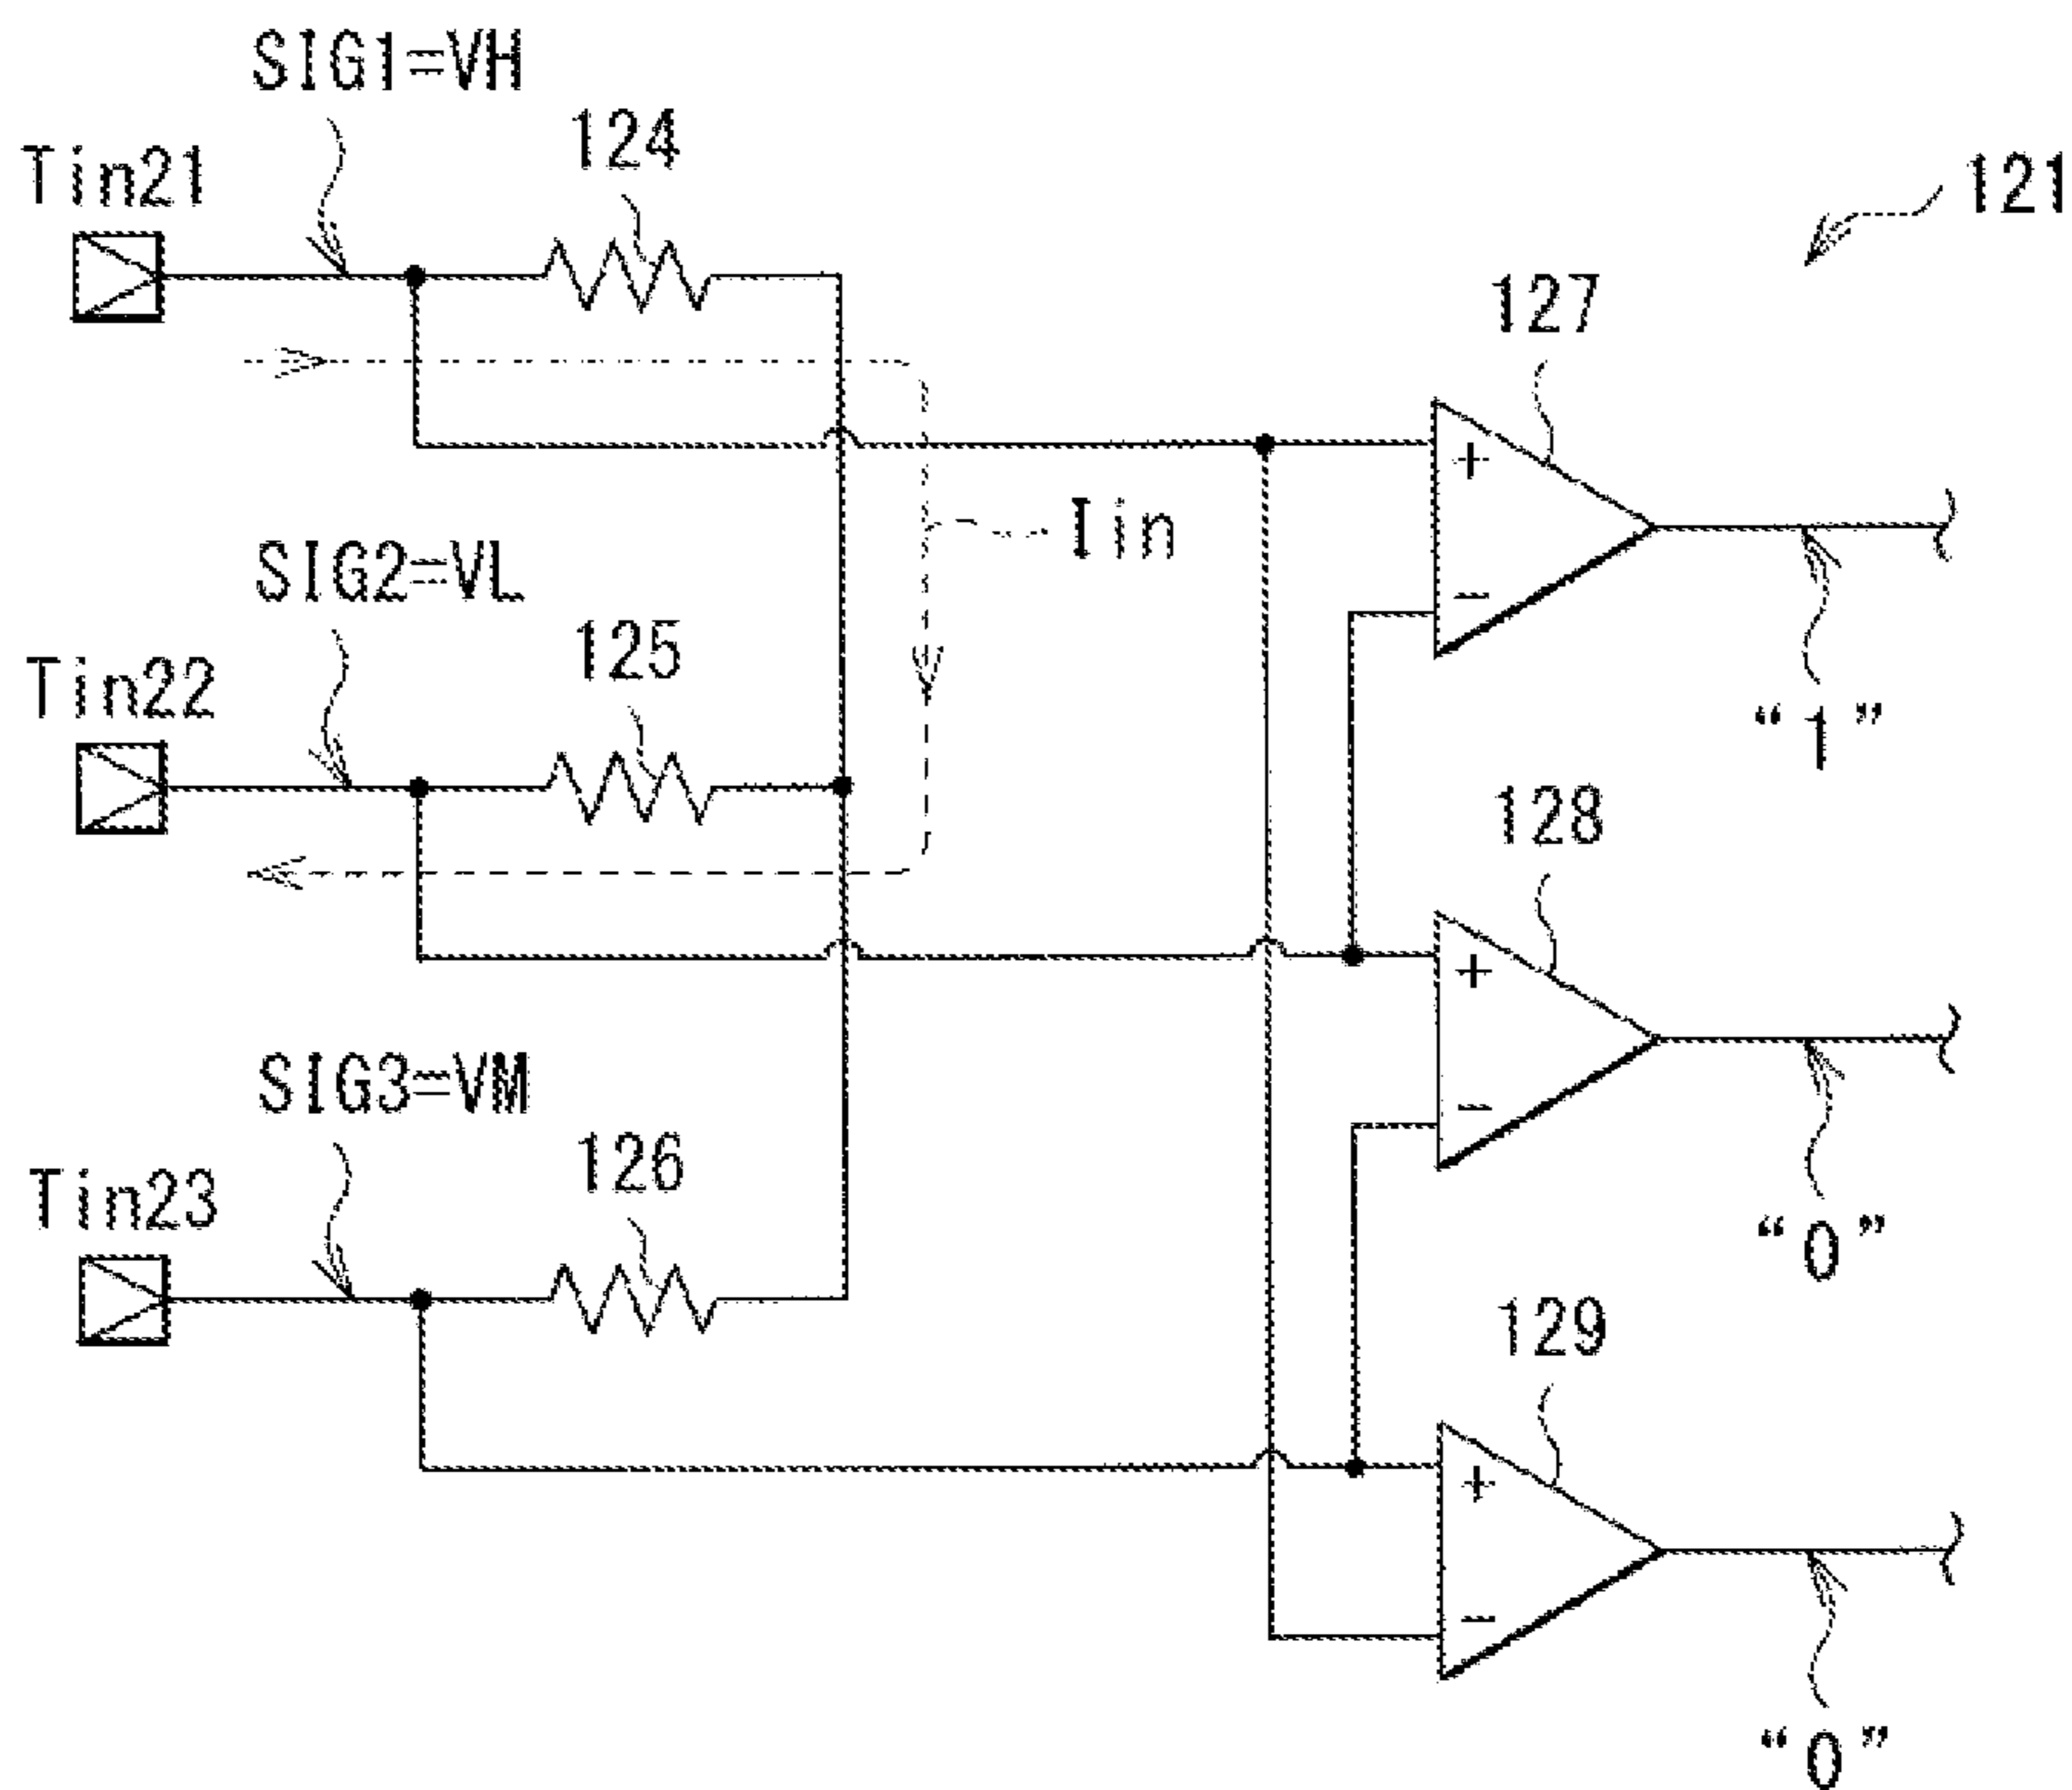 SIG1=VH
124
Tin21
121
127
+
Iin
SIG2=VL
−
125
Tin22
“1”
128
+
SIG3=VM
−
126
Tin23
“0”
129
+
−
“0”